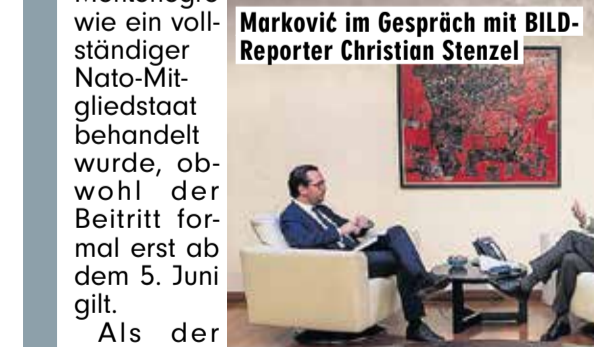 wie ein voll-
ständiger
Nato-Mit-
gliedstaat
behandelt
wurde, ob-
wohl der
Beitritt for-
mal erst ab
dem 5. Juni
gilt.
Als der
Marković im Gespräch mit BILD-
Reporter Christian Stenzel